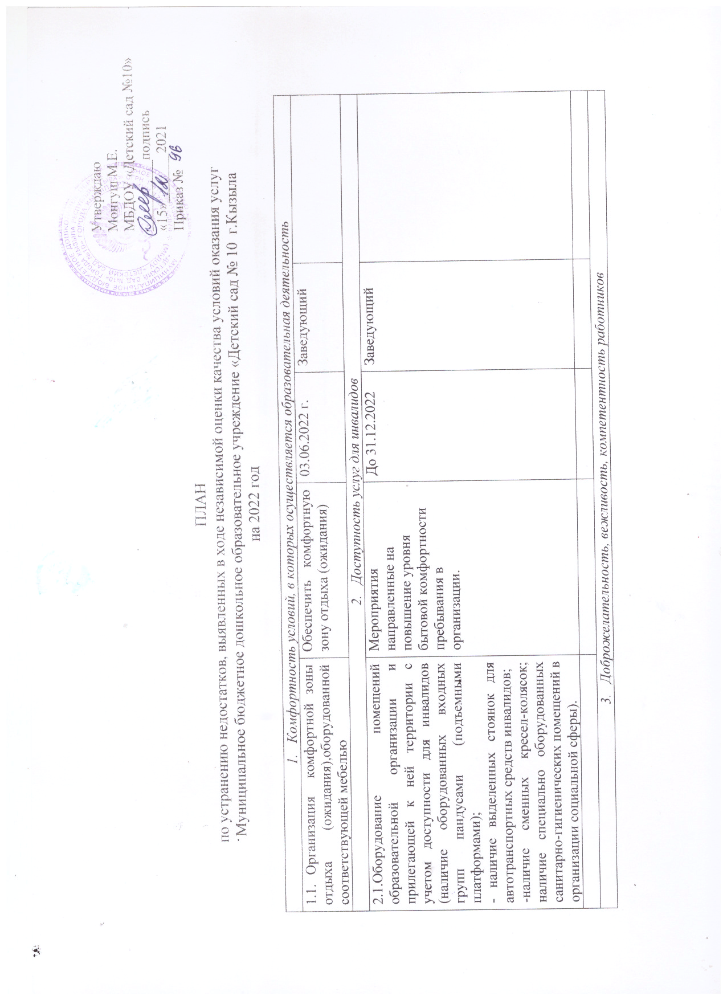 Утверждаю
Монгуш М.Е.
МБДОУ «Детский сад №10»
подпись
«15» 12 2021
Приказ № 96
ПЛАН
по устранению недостатков, выявленных в ходе независимой оценки качества условий оказания услуг
Муниципальное бюджетное дошкольное образовательное учреждение «Детский сад № 10 г.Кызыла
на 2022 год
1. Комфортность условий, в которых осуществляется образовательная деятельность
1.1. Организация комфортной зоны
отдыха (ожидания),оборудованной
соответствующей мебелью
Обеспечить комфортную
зону отдыха (ожидания)
03.06.2022 г.
Заведующий
2. Доступность услуг для инвалидов
2.1.Оборудование помещений
образовательной организации и
прилегающей к ней территории с
учетом доступности для инвалидов
(наличие оборудованных входных
групп пандусами (подъемными
платформами);
- наличие выделенных стоянок для
автотранспортных средств инвалидов;
-наличие сменных кресел-колясок;
наличие специально оборудованных
санитарно-гигиенических помещений в
организации социальной сферы).
Мероприятия
направленные на
повышение уровня
бытовой комфортности
пребывания в
организации.
До 31.12.2022
Заведующий
3. Доброжелательность, вежливость, компетентность работников